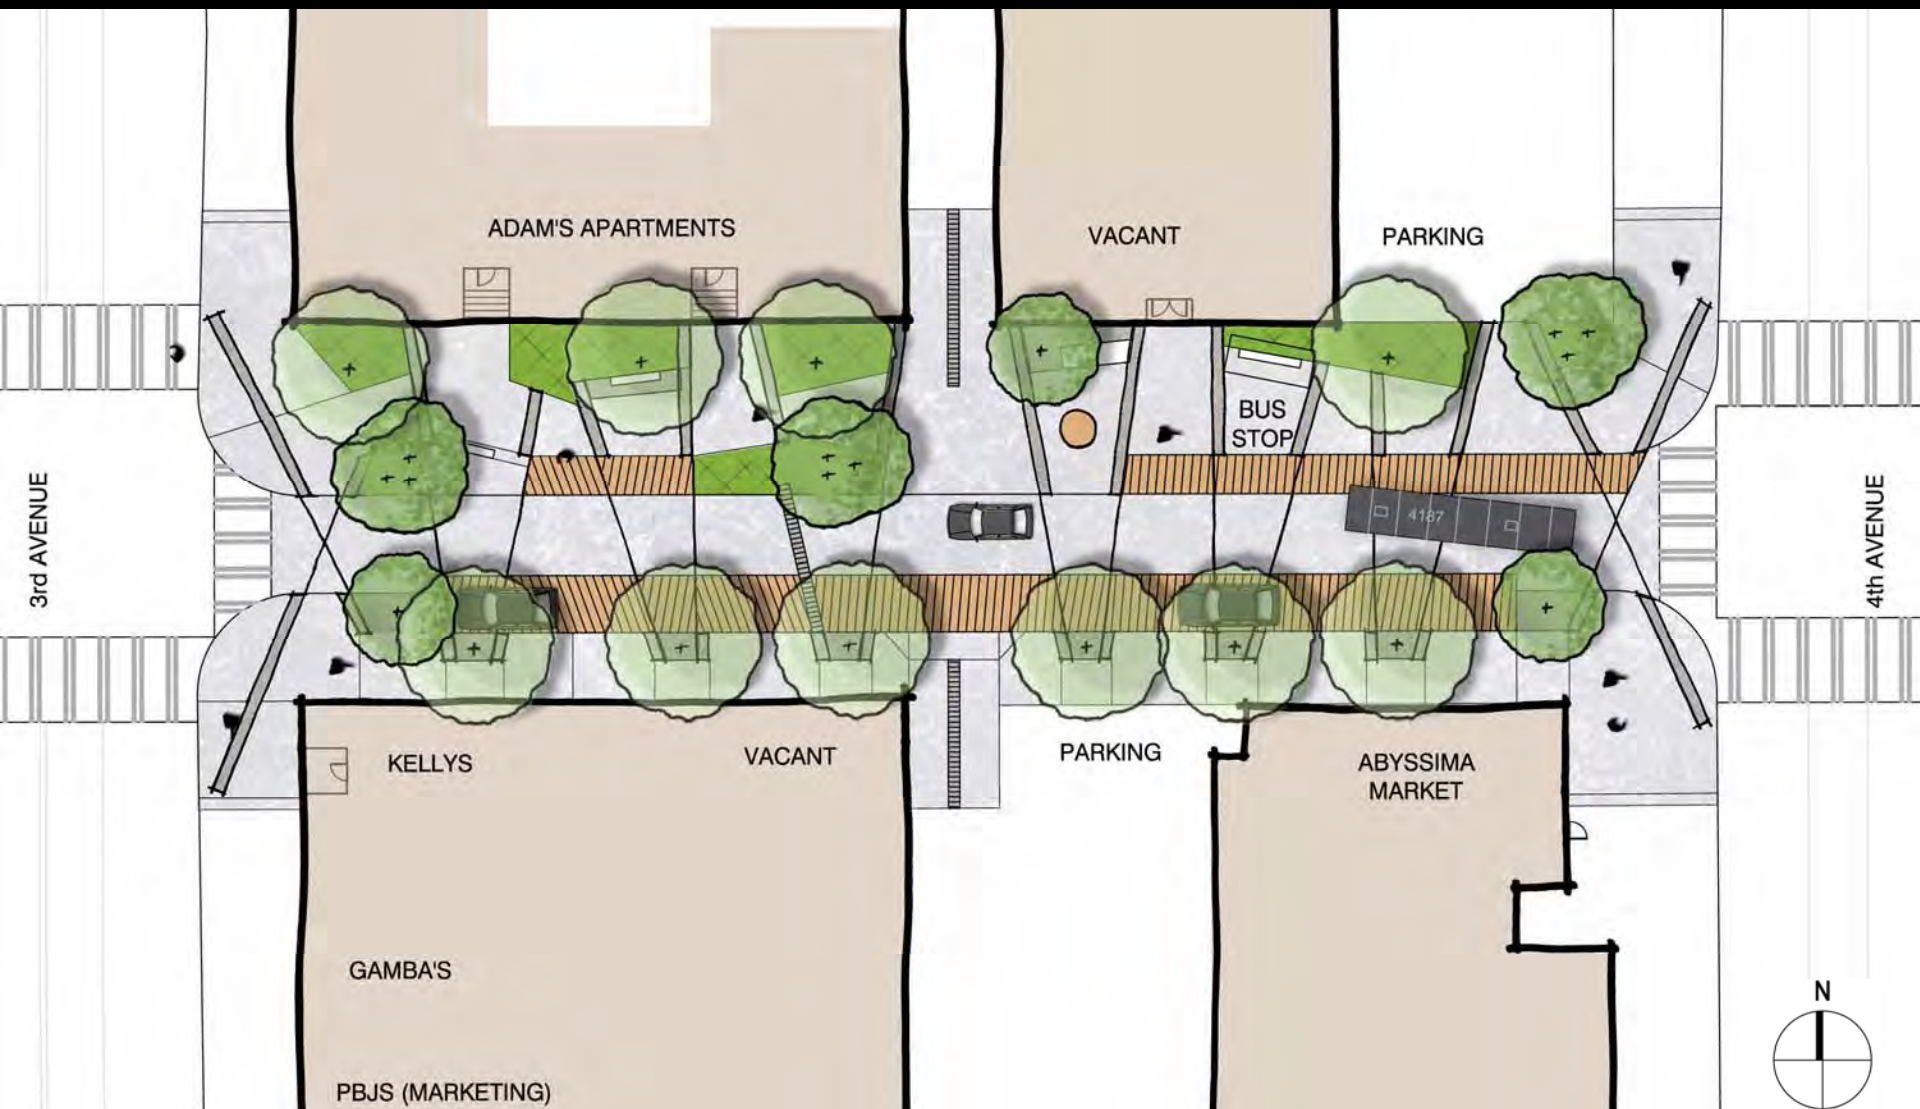 ADAM'S APARTMENTS
VACANT
PARKING
BUS
STOP
3rd AVENUE
4187
4th AVENUE
KELLYS
VACANT
PARKING
ABYSSIMA
MARKET
GAMBA'S
N
PBJS (MARKETING)